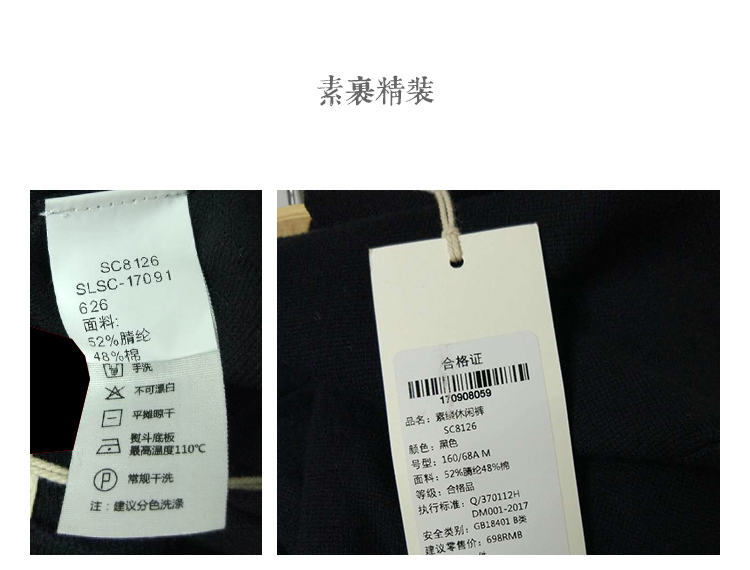 素裹精装
SC8126
SLSC-17091
626
面料:
52%腈纶
48%棉
手洗
不可漂白
平摊晾干
熨斗底板
最高温度110℃
P
常规干洗
注：建议分色洗涤
合格证
170908059
品名：素缤休闲裤
SC8126
颜色：黑色
号型：160/68A M
面料：52%腈纶48%棉
等级：合格品
执行标准：Q/370112H
DM001-2017
安全类别：GB18401 B类
建议零售价：698RMB